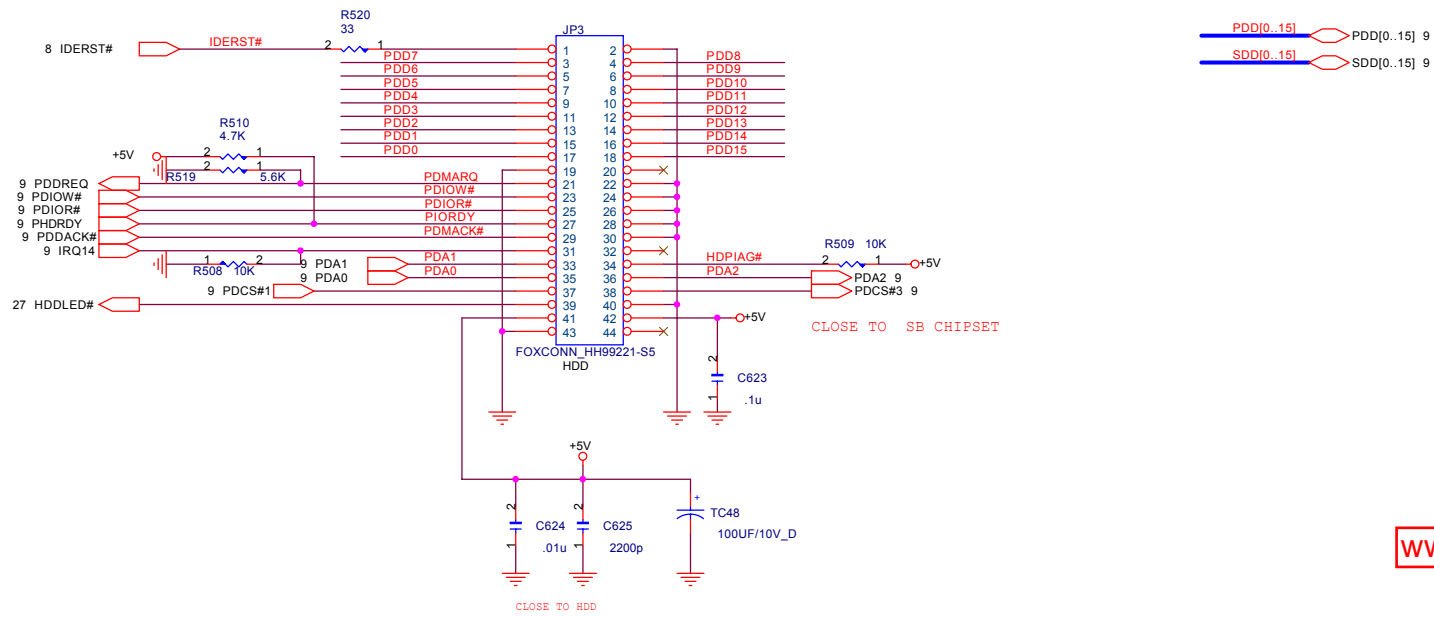 R520
33
JP3
8 IDERST#
IDERST#
2
1
1
2
PDD[0..15]
PDD[0..15] 9
SDD[0..15]
SDD[0..15] 9
PDD7
3
4
PDD8
PDD6
5
6
PDD9
PDD5
7
8
PDD10
PDD4
9
10
PDD11
PDD3
11
12
PDD12
PDD2
13
14
PDD13
PDD1
15
16
PDD14
PDD0
17
18
PDD15
R510
4.7K
+5V
2
1
2
1
R519
5.6K
19
20
9 PDDREQ
PDMARQ
21
22
9 PDIOW#
PDIOW#
23
24
9 PDIOR#
PDIOR#
25
26
9 PHDRDY
PIORDY
27
28
9 PDDACK#
PDMACK#
29
30
9 IRQ14
31
32
1
2
R508
10K
9 PDA1
PDA1
33
34
HDPIAG#
R509
10K
2
1
+5V
9 PDA0
PDA0
35
36
PDA2
PDA2 9
9 PDCS#1
37
38
PDCS#3 9
27 HDDLED#
39
40
41
42
+5V
43
44
CLOSE TO SB CHIPSET
FOXCONN_HH99221-S5
HDD
2
C623
1
.1u
+5V
2
C624
1
.01u
2
C625
1
2200p
+
TC48
100UF/10V_D
CLOSE TO HDD